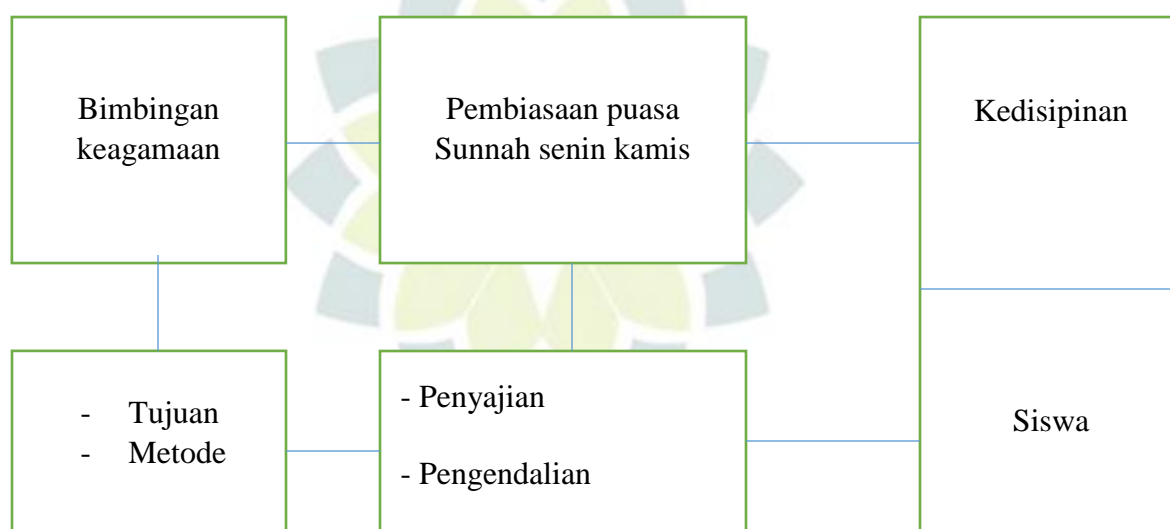 Bimbingan
keagamaan
Pembiasaan puasa
Sunnah senin kamis
Kedisipinan
- Tujuan
- Metode
- Penyajian
- Pengendalian
Siswa